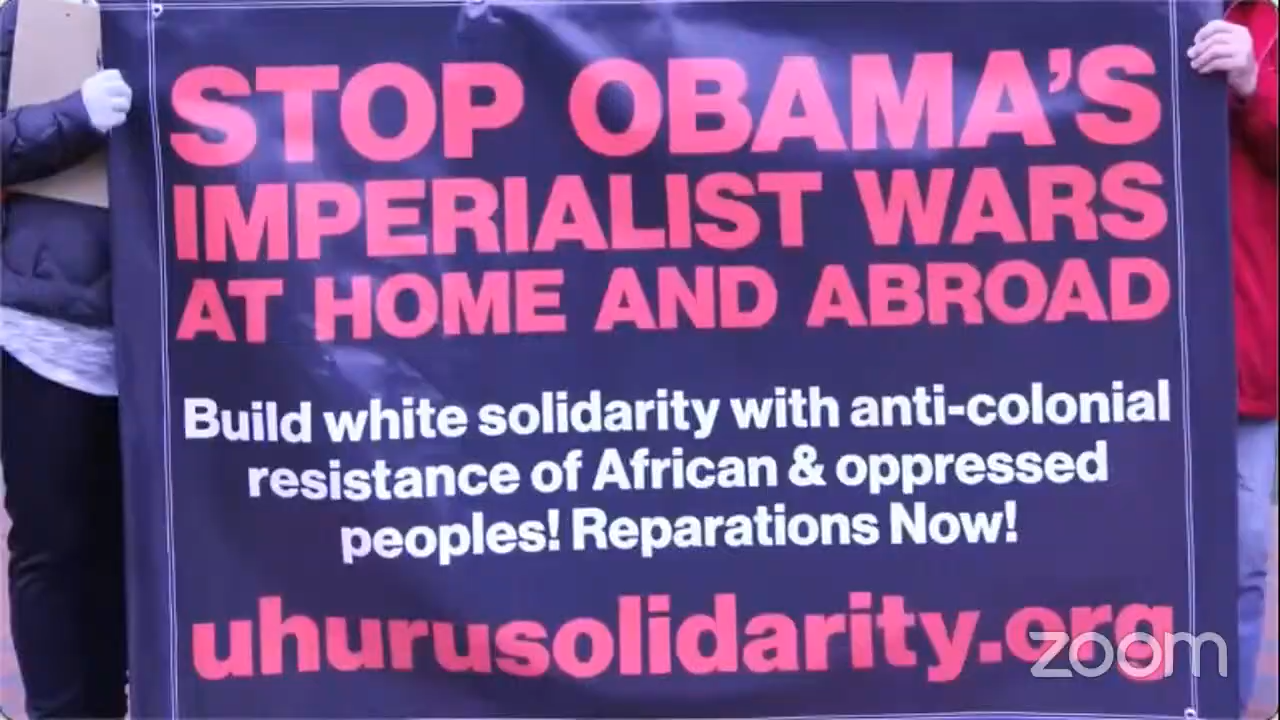 STOP OBAMA'S
IMPERIALIST WARS
AT HOME AND ABROAD
Build white solidarity with anti-colonial
resistance of African & oppressed
peoples! Reparations Now!
uhurusolidarity.org
zoom